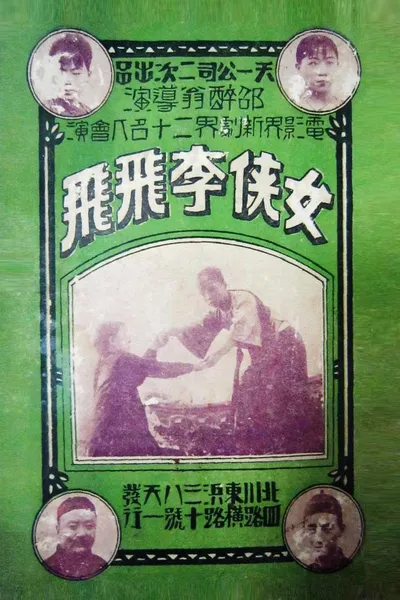 天一公司二次出品
邵醉翁導演
電影界新劇界二十名人會演
女俠李飛飛
北四川路東橫浜路三十八號天一發行